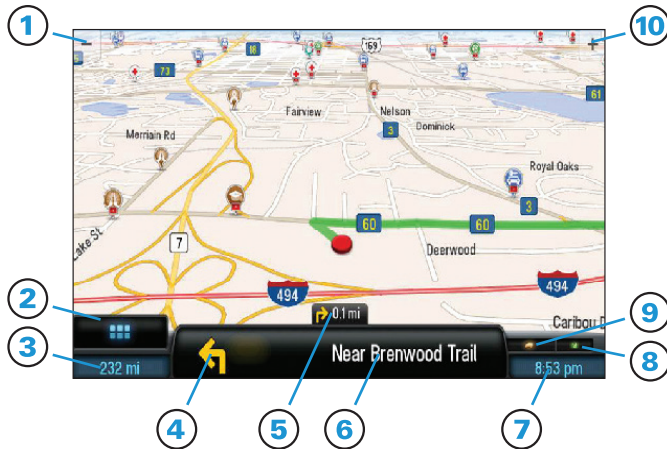 1
10
−
+
169
18
5
73
61
Fairview
Nelson
3
Dominick
Merriain Rd
Royal Oaks
3
60
60
Lake St
7
Deerwood
494
494
2
0.1 mi
Caribou
9
3
232 mi
Near Brenwood Trail
8:53 pm
8
4
5
6
7